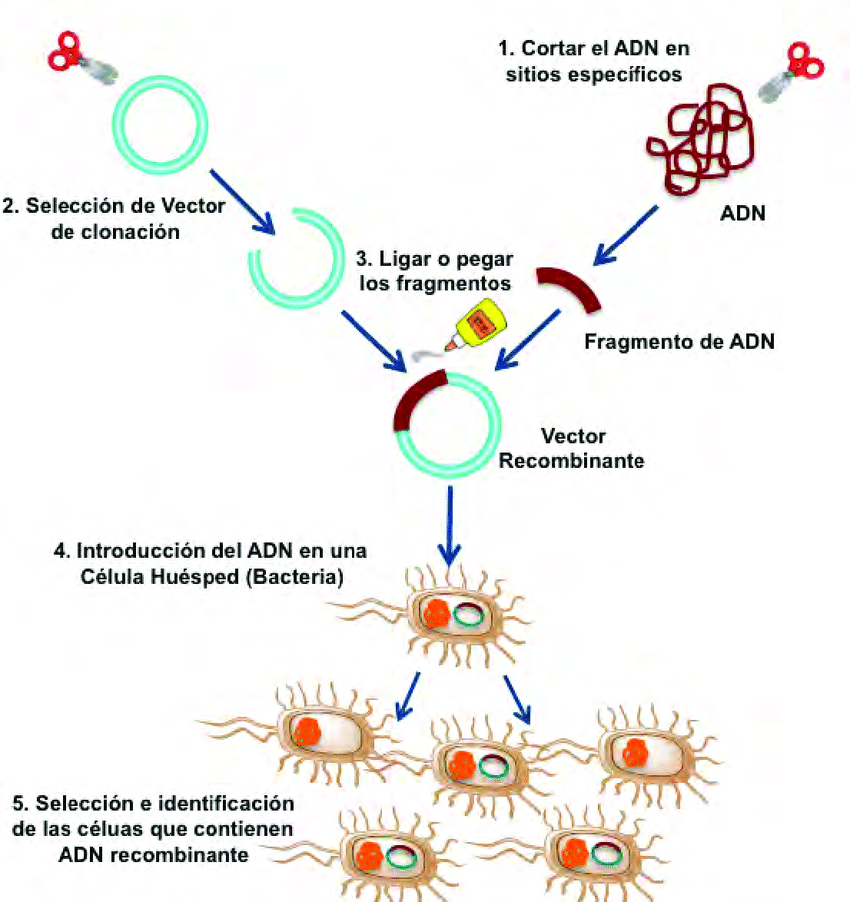 1. Cortar el ADN en
sitios específicos
ADN
2. Selección de Vector
de clonación
3. Ligar o pegar
los fragmentos
Fragmento de ADN
Vector
Recombinante
4. Introducción del ADN en una
Célula Huésped (Bacteria)
5. Selección e identificación
de las céluas que contienen
ADN recombinante